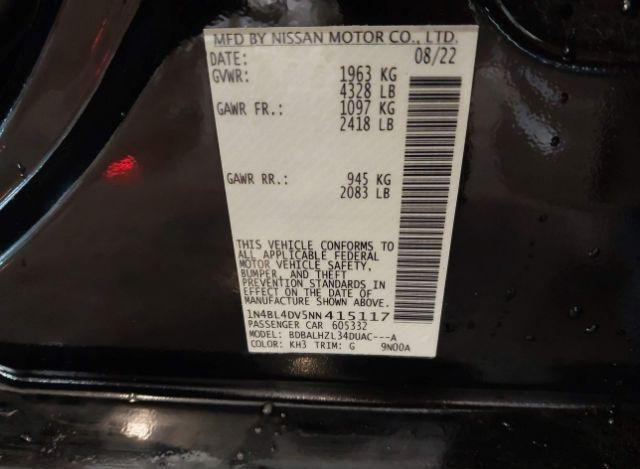 MFD BY NISSAN MOTOR CO., LTD.
DATE: 08/22
GVWR: 1963 KG
4328 LB
GAWR FR.: 1097 KG
2418 LB
GAWR RR.: 945 KG
2083 LB
THIS VEHICLE CONFORMS TO
ALL APPLICABLE FEDERAL
MOTOR VEHICLE SAFETY,
BUMPER, AND THEFT
PREVENTION STANDARDS IN
EFFECT ON THE DATE OF
MANUFACTURE SHOWN ABOVE.
1N4BL4DV5NN415117
PASSENGER CAR 605332
MODEL: BDBALHZL34DUAC---A
COLOR: KH3 TRIM: G 9N00A